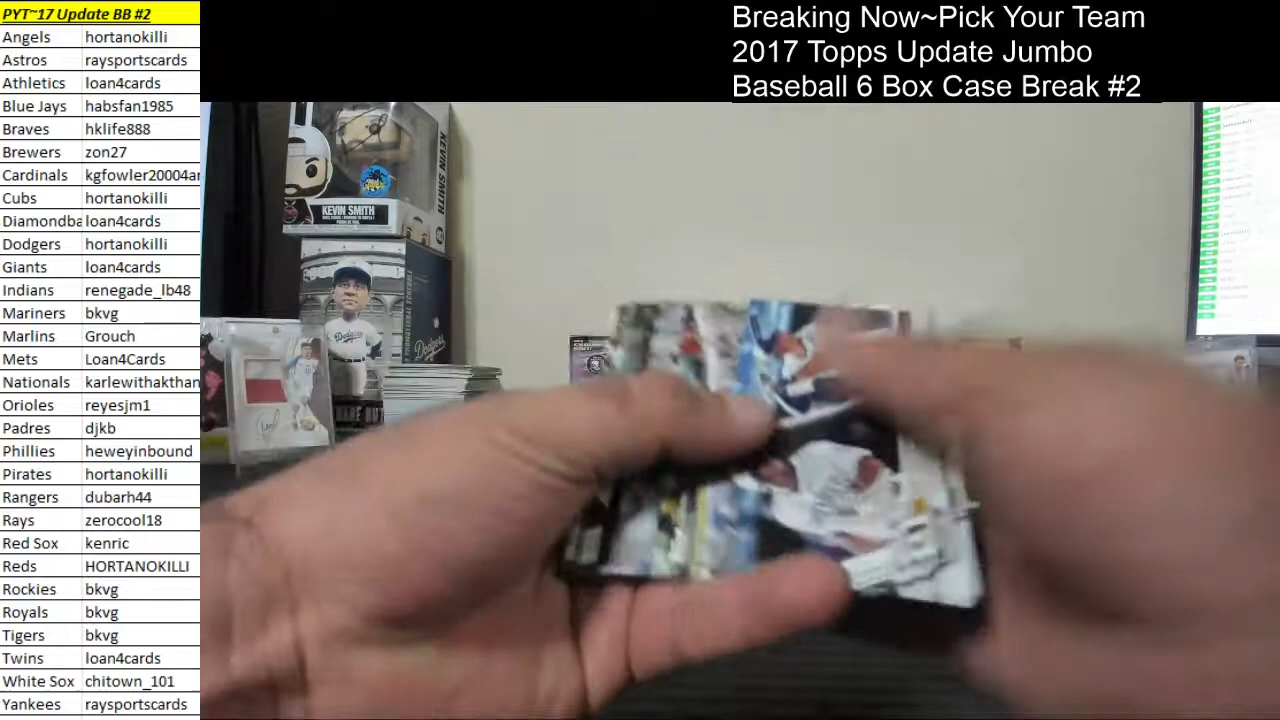 PYT~17 Update BB #2
Angels hortanokilli
Astros raysportscards
Athletics loan4cards
Blue Jays habsfan1985
Braves hklife888
Brewers zon27
Cardinals kgfowler20004ar
Cubs hortanokilli
Diamondba loan4cards
Dodgers hortanokilli
Giants loan4cards
Indians renegade_lb48
Mariners bkvg
Marlins Grouch
Mets Loan4Cards
Nationals karlewithakthan
Orioles reyesjm1
Padres djkb
Phillies heweyinbound
Pirates hortanokilli
Rangers dubarh44
Rays zerocool18
Red Sox kenric
Reds HORTANOKILLI
Rockies bkvg
Royals bkvg
Tigers bkvg
Twins loan4cards
White Sox chitown_101
Yankees raysportscards
Breaking Now~Pick Your Team
2017 Topps Update Jumbo
Baseball 6 Box Case Break #2
KEVIN SMITH
KEVIN SMITH
Dodgers
Dodgers